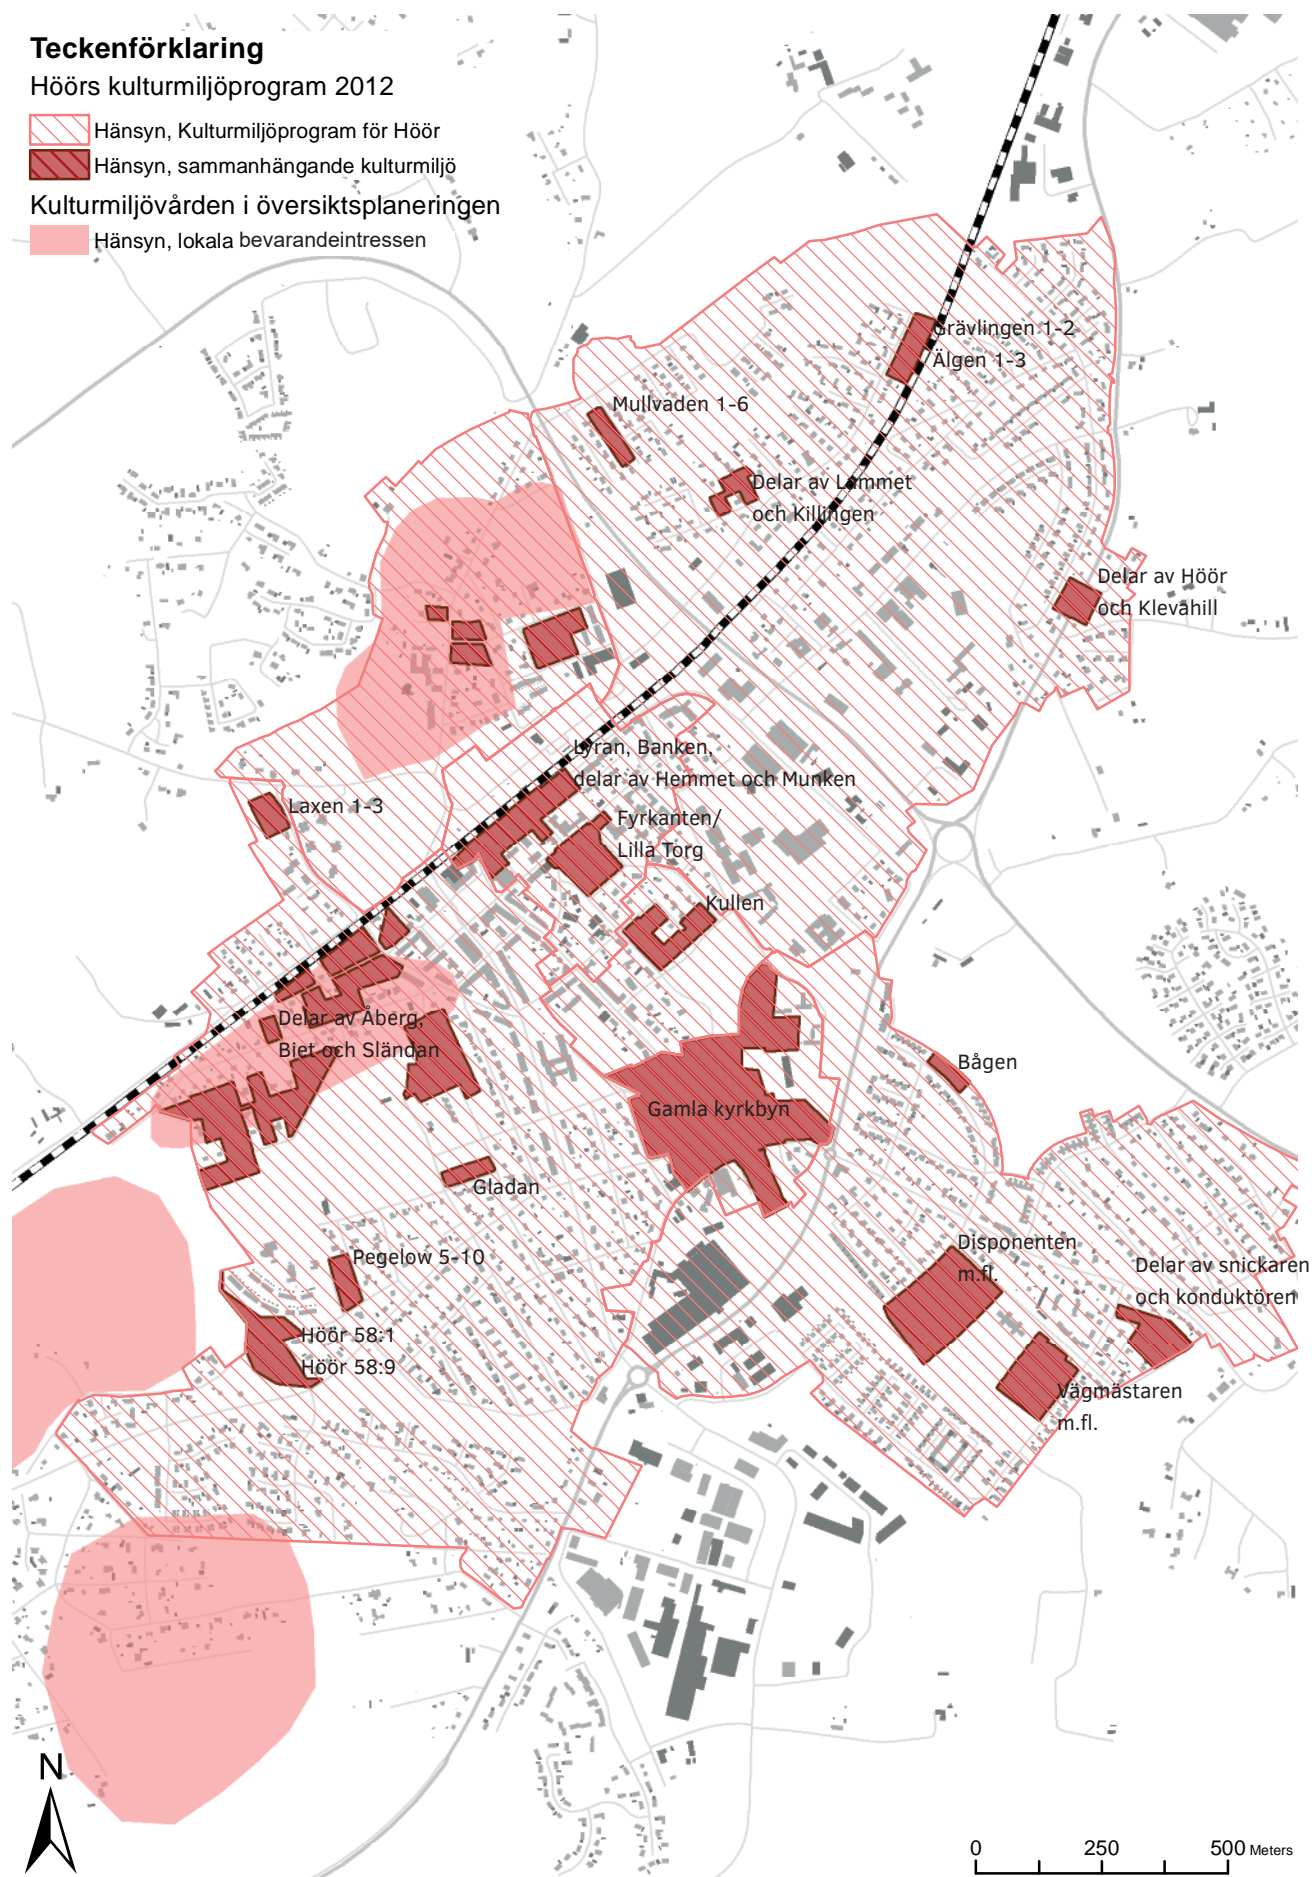 Teckenförklaring
Höörs kulturmiljöprogram 2012
Hänsyn, Kulturmiljöprogram för Höör
Hänsyn, sammanhängande kulturmiljö
Kulturmiljövården i översiktsplaneringen
Hänsyn, lokala bevarandeintressen
Grävlingen 1-2
Älgen 1-3
Mullvaden 1-6
Delar av Lammet
och Killingen
Delar av Höör
och Klevahill
Lyran, Banken,
delar av Hemmet och Munken
Laxen 1-3
Fyrkanten/
Lilla Torg
Kullen
Delar av Åberg,
Biet och Sländan
Bågen
Gamla kyrkbyn
Gladan
Disponenten
m.fl.
Pegelow 5-10
Delar av snickaren
och konduktören
Höör 58:1
Höör 58:9
Vägmästaren
m.fl.
N
0 250 500 Meters